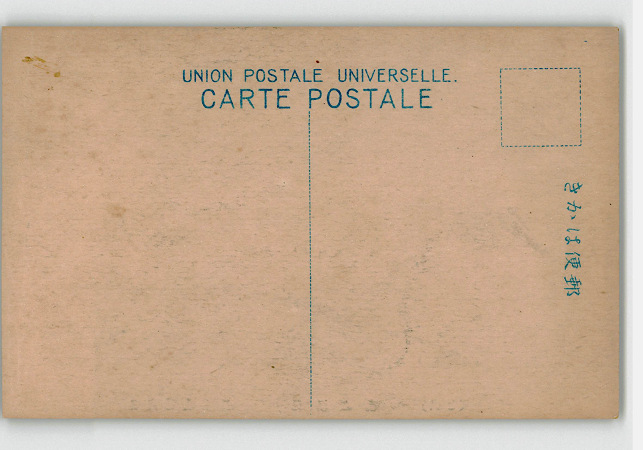 UNION POSTALE UNIVERSELLE.
CARTE POSTALE
郵便はかき